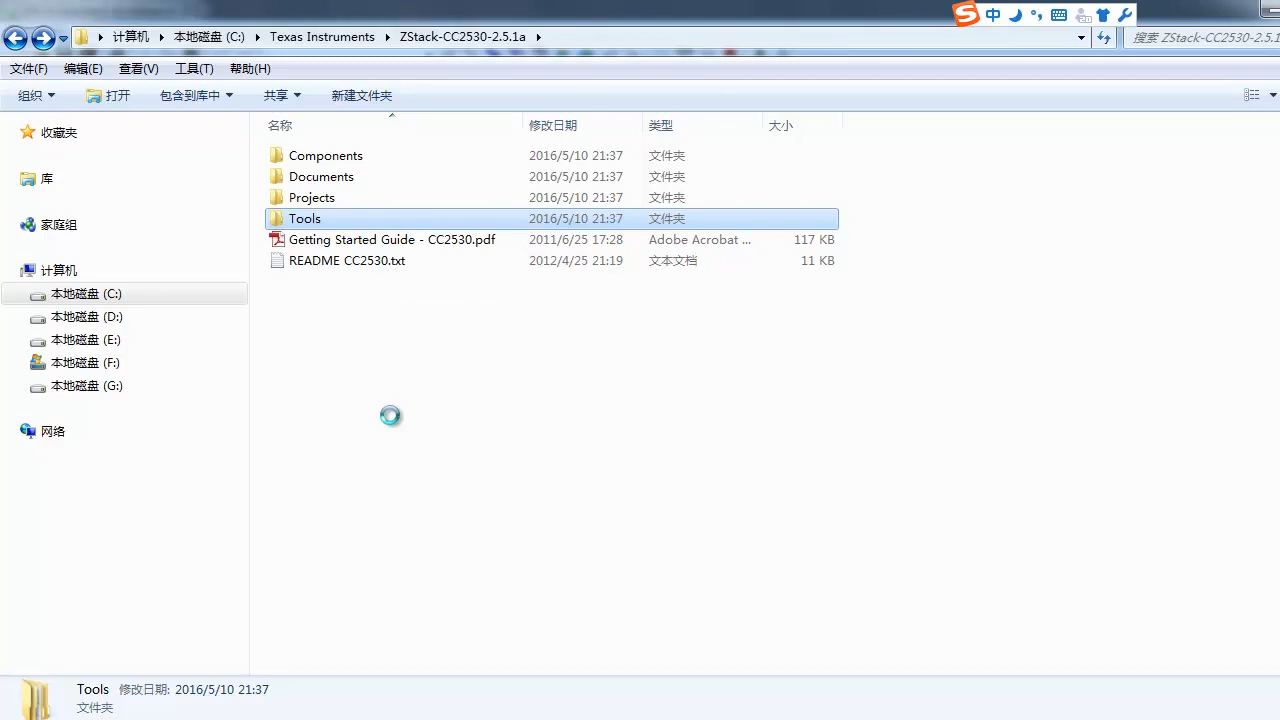 中
计算机 本地磁盘 (C:) Texas Instruments ZStack-CC2530-2.5.1a 搜索 ZStack-CC2530-2.5.1
文件(F) 编辑(E) 查看(V) 工具(T) 帮助(H)
组织 打开 包含到库中 共享 新建文件夹
收藏夹
库
家庭组
计算机
本地磁盘 (C:)
本地磁盘 (D:)
本地磁盘 (E:)
本地磁盘 (F:)
本地磁盘 (G:)
网络
名称 修改日期 类型 大小
Components 2016/5/10 21:37 文件夹
Documents 2016/5/10 21:37 文件夹
Projects 2016/5/10 21:37 文件夹
Tools 2016/5/10 21:37 文件夹
Getting Started Guide - CC2530.pdf 2011/6/25 17:28 Adobe Acrobat ... 117 KB
README CC2530.txt 2012/4/25 21:19 文本文档 11 KB
Tools 修改日期: 2016/5/10 21:37
文件夹